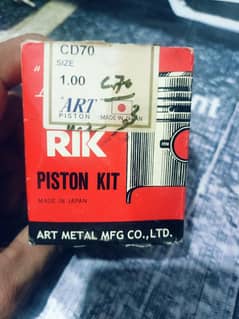 CD70
SIZE
1.00
C.70
ART
PISTON MADE IN JAPAN
RIK
PISTON KIT
MADE IN JAPAN
ART METAL MFG CO.,LTD.